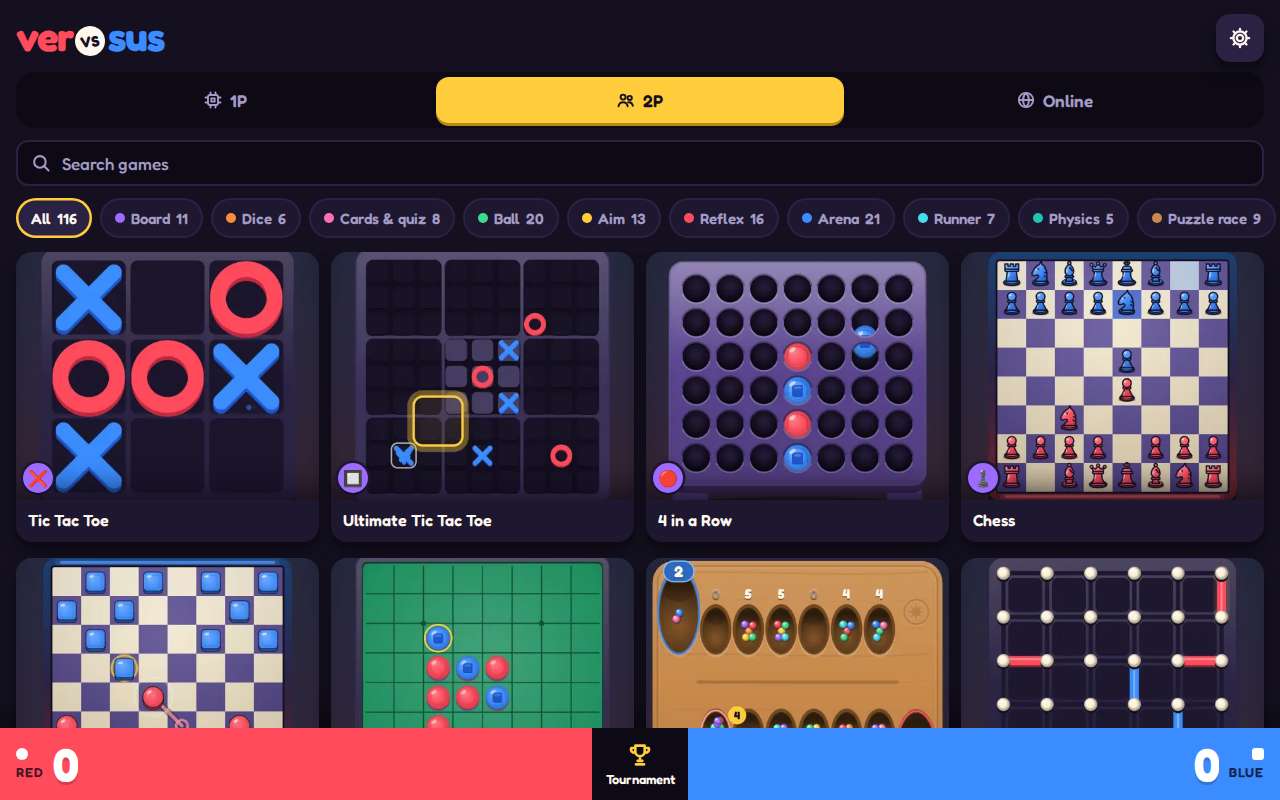 ver vs sus
1P
2P
Online
Search games
All 116
Board 11
Dice 6
Cards & quiz 8
Ball 20
Aim 13
Reflex 16
Arena 21
Runner 7
Physics 5
Puzzle race 9
Tic Tac Toe
Ultimate Tic Tac Toe
4 in a Row
Chess
2
0 5 5 0 4 4
4
RED 0
Tournament
0 BLUE